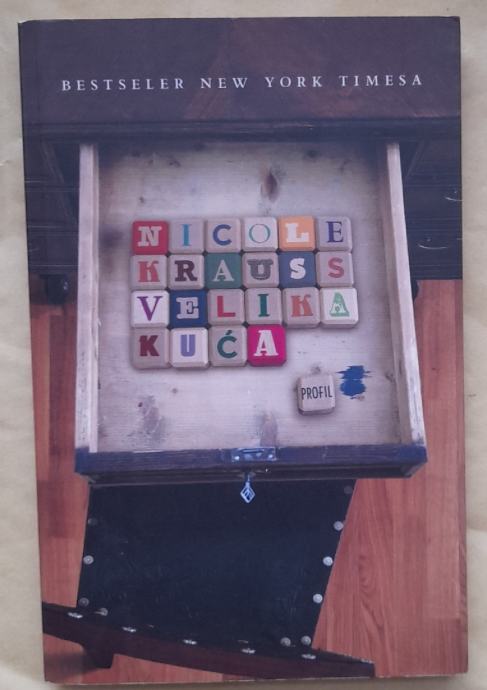 BESTSELER NEW YORK TIMESA
NICOLE
KRAUSS
VELIKA
KUĆA
PROFIL